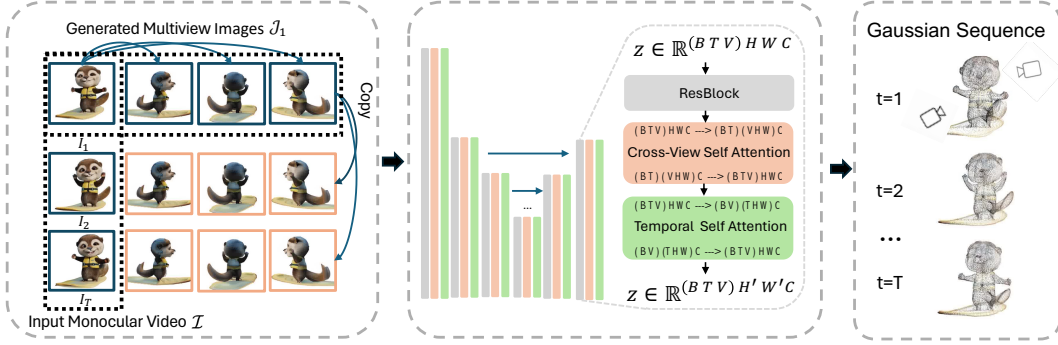 Generated Multiview Images 𝒥₁
Copy
I₁
I₂
I_T
Input Monocular Video ℐ
...
z ∈ ℝ^(B T V) H W C
ResBlock
(BTV)HWC --->(BT)(VHW)C
Cross-View Self Attention
(BT)(VHW)C --->(BTV)HWC
(BTV)HWC --->(BV)(THW)C
Temporal Self Attention
(BV)(THW)C --->(BTV)HWC
z ∈ ℝ^(B T V) H′ W′C
Gaussian Sequence
t=1
t=2
...
t=T